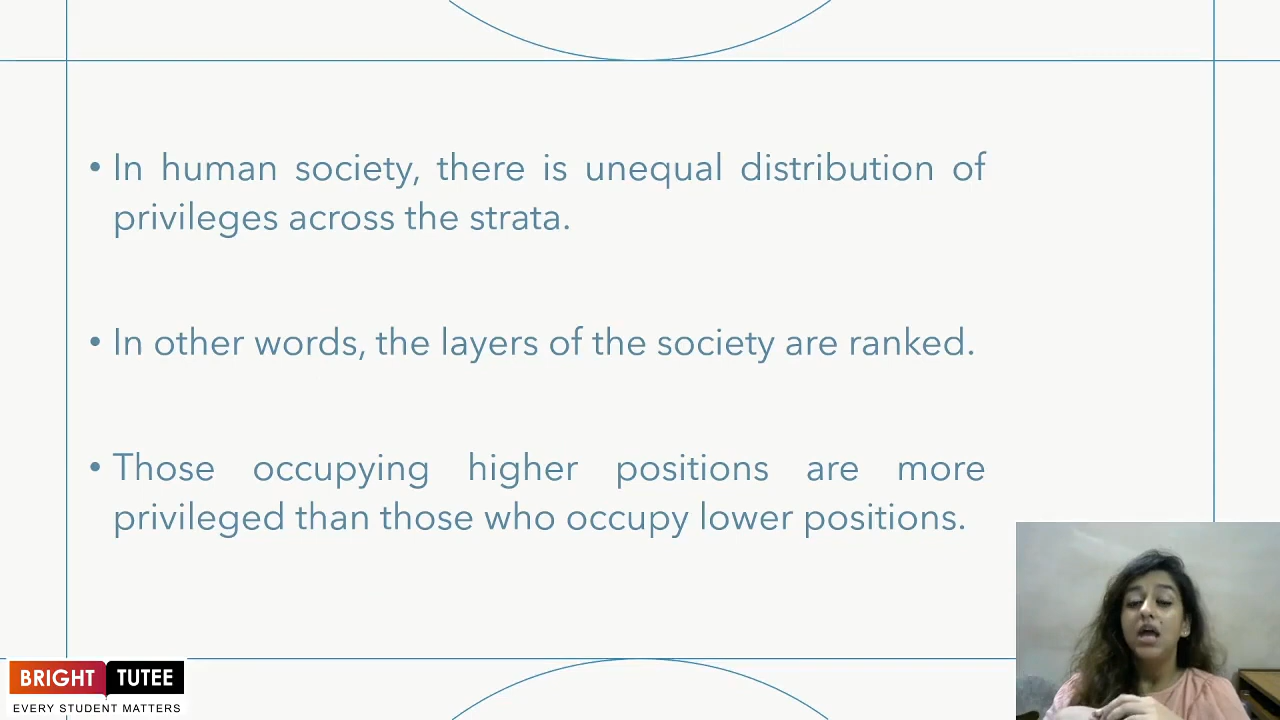 • In human society, there is unequal distribution of
privileges across the strata.
• In other words, the layers of the society are ranked.
• Those occupying higher positions are more
privileged than those who occupy lower positions.
BRIGHT TUTEE
EVERY STUDENT MATTERS